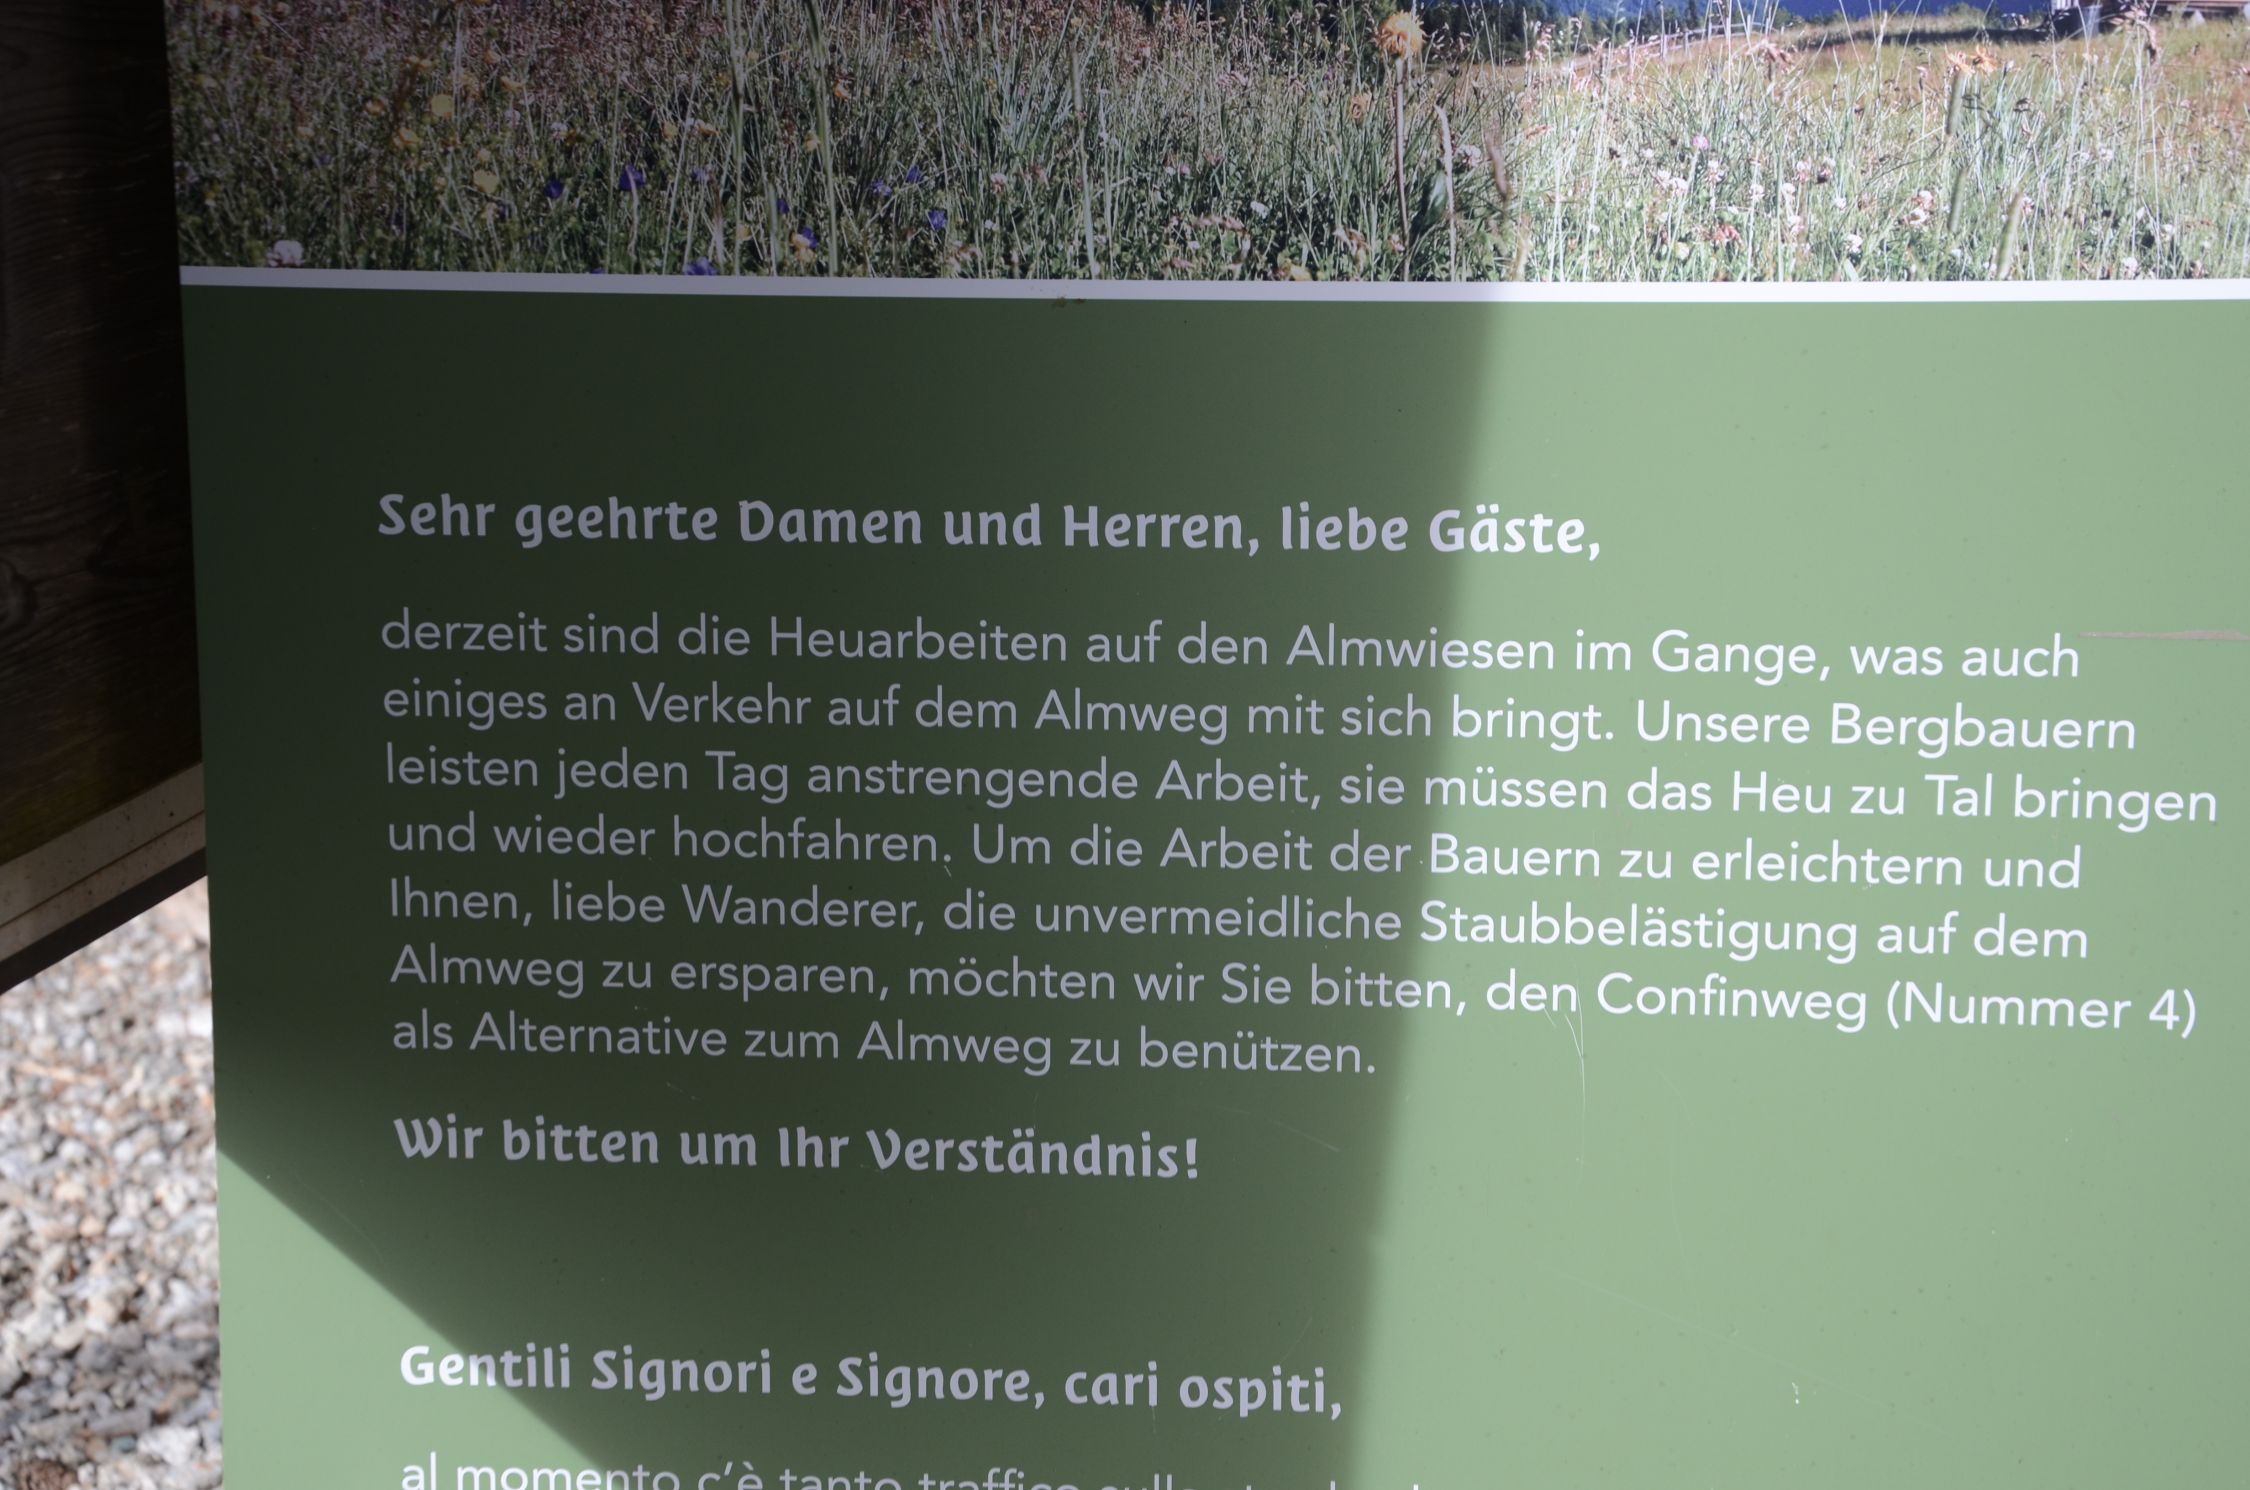 Sehr geehrte Damen und Herren, liebe Gäste,
derzeit sind die Heuarbeiten auf den Almwiesen im Gange, was auch
einiges an Verkehr auf dem Almweg mit sich bringt. Unsere Bergbauern
leisten jeden Tag anstrengende Arbeit, sie müssen das Heu zu Tal bringen
und wieder hochfahren. Um die Arbeit der Bauern zu erleichtern und
Ihnen, liebe Wanderer, die unvermeidliche Staubbelästigung auf dem
Almweg zu ersparen, möchten wir Sie bitten, den Confinweg (Nummer 4)
als Alternative zum Almweg zu benützen.
Wir bitten um Ihr Verständnis!
Gentili Signori e Signore, cari ospiti,
al momento c'è tanto traffico